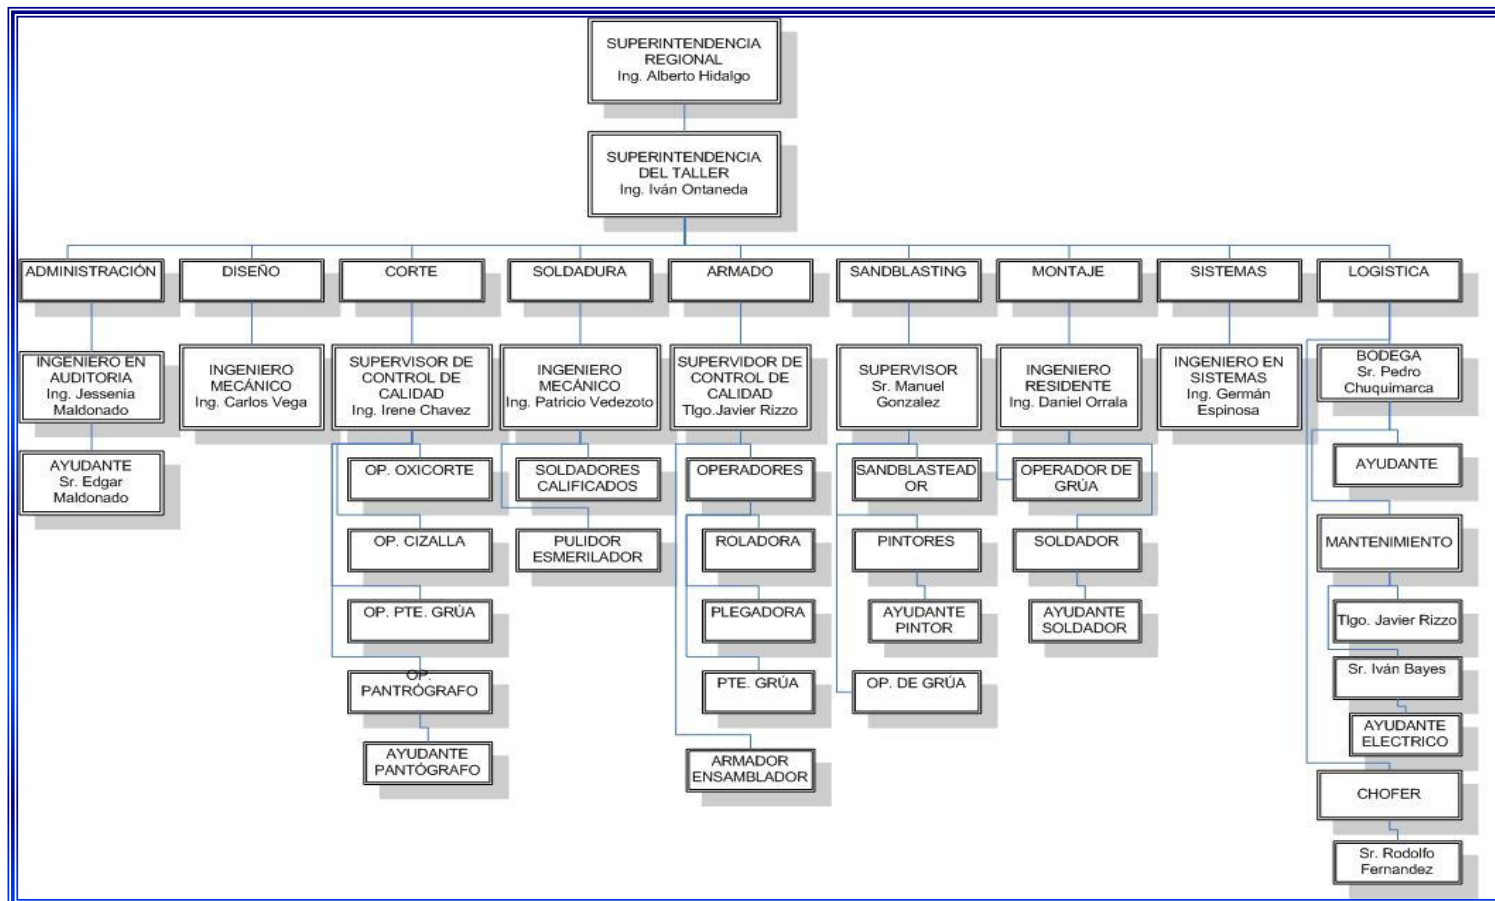 SUPERINTENDENCIA
REGIONAL
Ing. Alberto Hidalgo
SUPERINTENDENCIA
DEL TALLER
Ing. Iván Ontaneda
ADMINISTRACIÓN
DISEÑO
CORTE
SOLDADURA
ARMADO
SANDBLASTING
MONTAJE
SISTEMAS
LOGISTICA
INGENIERO EN
AUDITORIA
Ing. Jessenia
Maldonado
INGENIERO
MECÁNICO
Ing. Carlos Vega
SUPERVISOR DE
CONTROL DE
CALIDAD
Ing. Irene Chavez
INGENIERO
MECÁNICO
Ing. Patricio Vedezoto
SUPERVIDOR DE
CONTROL DE
CALIDAD
Tlgo.Javier Rizzo
SUPERVISOR
Sr. Manuel
Gonzalez
INGENIERO
RESIDENTE
Ing. Daniel Orrala
INGENIERO EN
SISTEMAS
Ing. Germán
Espinosa
BODEGA
Sr. Pedro
Chuquimarca
AYUDANTE
Sr. Edgar
Maldonado
OP. OXICORTE
SOLDADORES
CALIFICADOS
OPERADORES
SANDBLASTEAD
OR
OPERADOR DE
GRÚA
AYUDANTE
OP. CIZALLA
PULIDOR
ESMERILADOR
ROLADORA
PINTORES
SOLDADOR
MANTENIMIENTO
OP. PTE. GRÚA
PLEGADORA
AYUDANTE
PINTOR
AYUDANTE
SOLDADOR
Tlgo. Javier Rizzo
OP.
PANTRÓGRAFO
PTE. GRÚA
OP. DE GRÚA
Sr. Iván Bayes
AYUDANTE
ELECTRICO
AYUDANTE
PANTÓGRAFO
ARMADOR
ENSAMBLADOR
CHOFER
Sr. Rodolfo
Fernandez